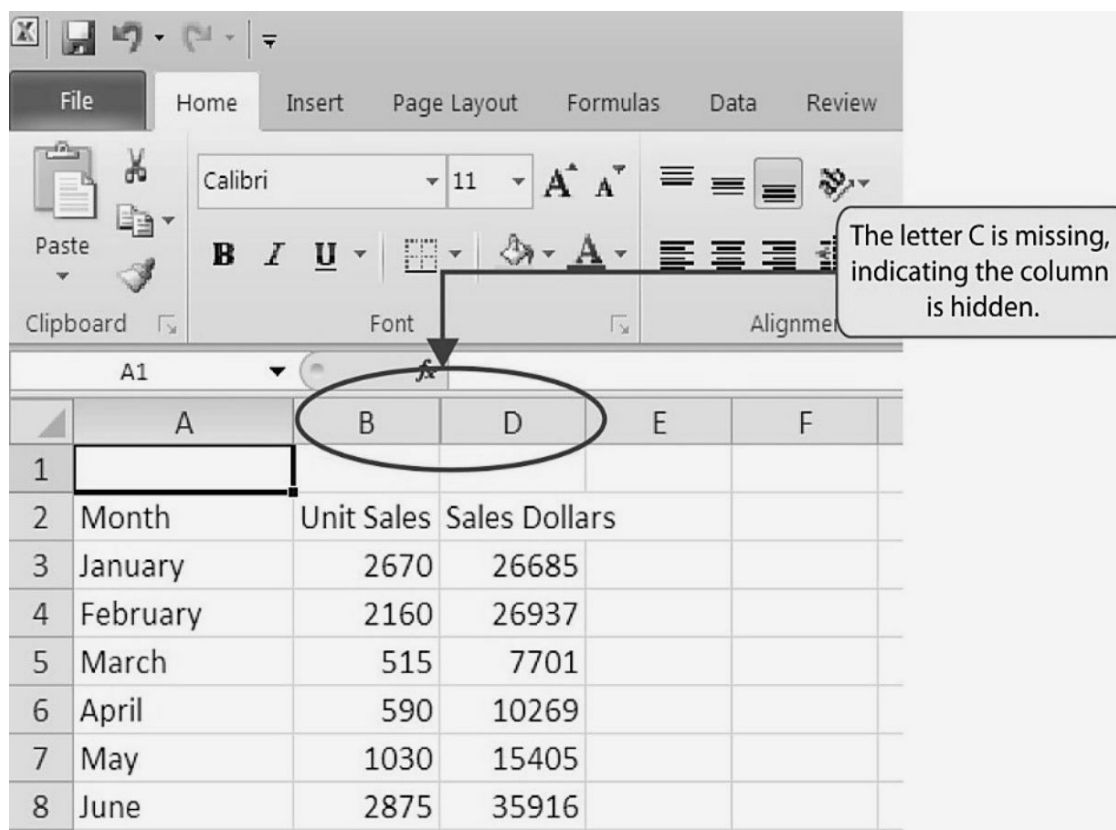 File Home Insert Page Layout Formulas Data Review
Calibri 11 A A
Paste
B I U A
The letter C is missing,
indicating the column
is hidden.
Clipboard Font Alignme
A1 fx
A B D E F
1
2 Month Unit Sales Sales Dollars
3 January 2670 26685
4 February 2160 26937
5 March 515 7701
6 April 590 10269
7 May 1030 15405
8 June 2875 35916